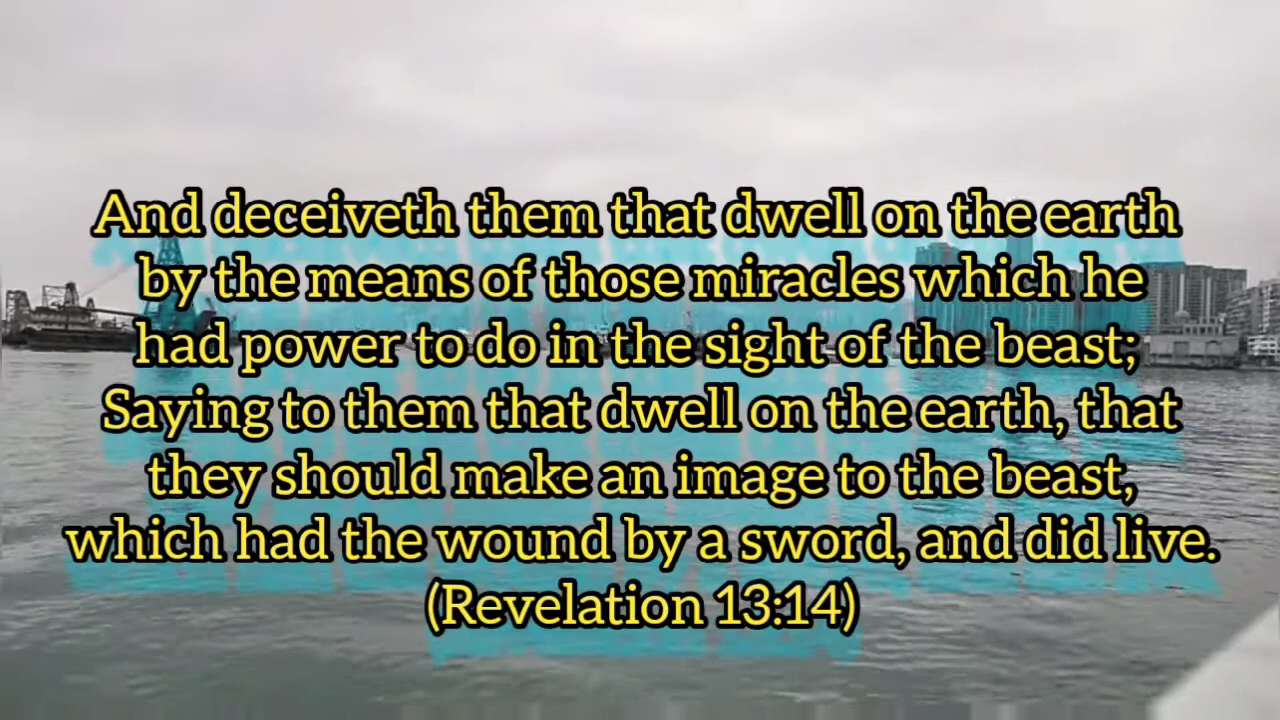 And deceiveth them that dwell on the earth
by the means of those miracles which he
had power to do in the sight of the beast;
Saying to them that dwell on the earth, that
they should make an image to the beast,
which had the wound by a sword, and did live.
(Revelation 13:14)